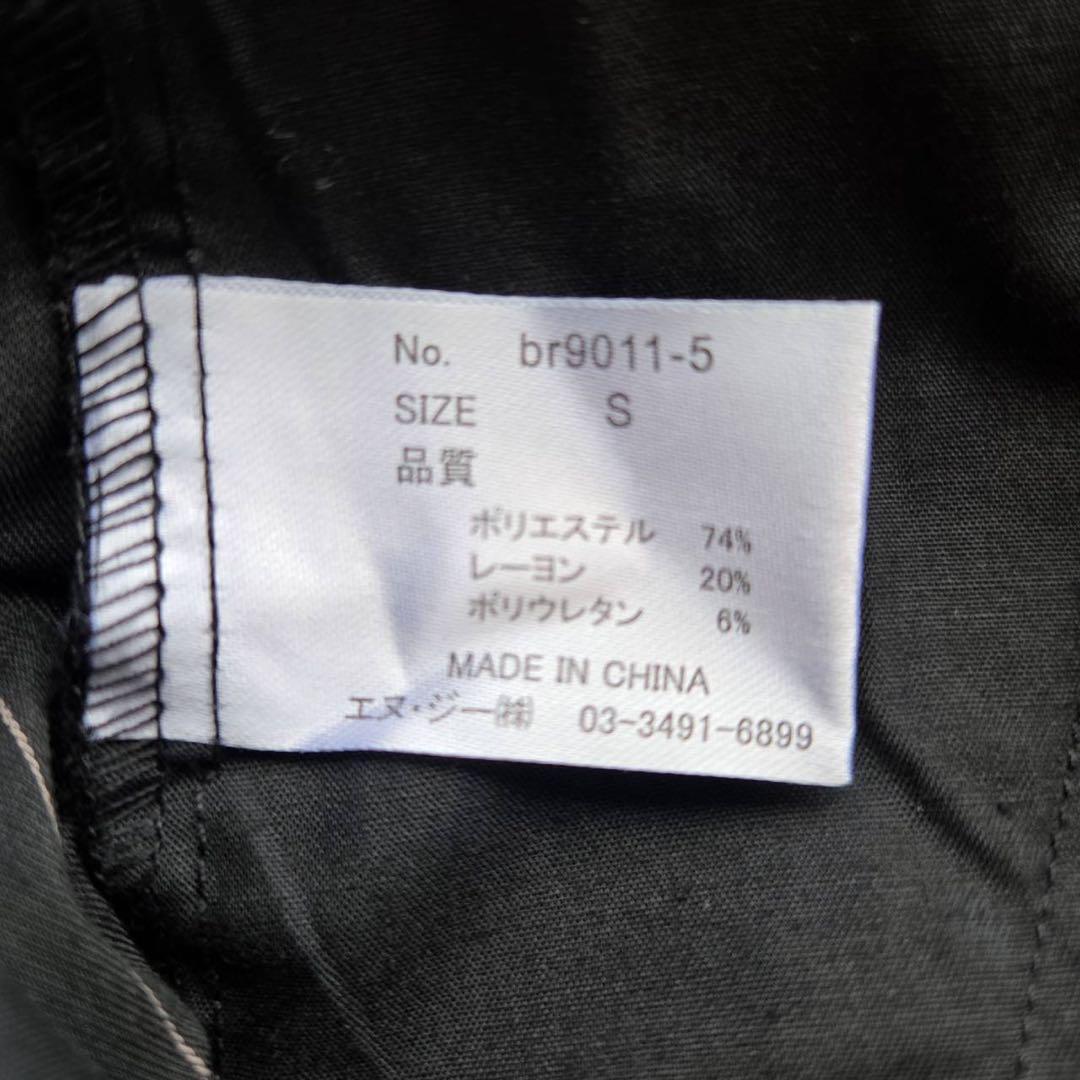 No. br9011-5
SIZE S
品質
ポリエステル 74%
レーヨン 20%
ポリウレタン 6%
MADE IN CHINA
エヌ・ジー㈱ 03-3491-6899